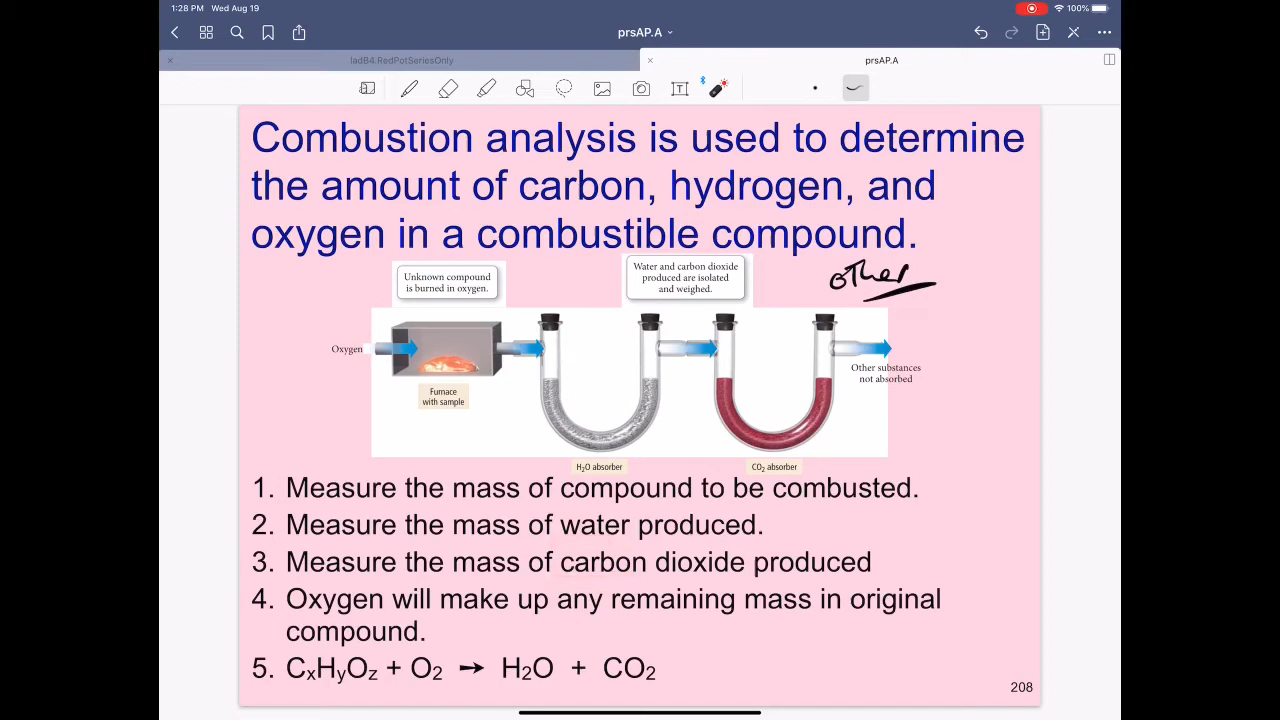 1:28 PM Wed Aug 19
100%
prsAP.A
ladB4.RedPotSeriesOnly
prsAP.A
Combustion analysis is used to determine
the amount of carbon, hydrogen, and
oxygen in a combustible compound.
other
Unknown compound
is burned in oxygen.
Water and carbon dioxide
produced are isolated
and weighed.
Oxygen
Other substances
not absorbed
Furnace
with sample
H₂O absorber
CO₂ absorber
1. Measure the mass of compound to be combusted.
2. Measure the mass of water produced.
3. Measure the mass of carbon dioxide produced
4. Oxygen will make up any remaining mass in original
compound.
5. CxHyOz + O₂ → H₂O + CO₂
208